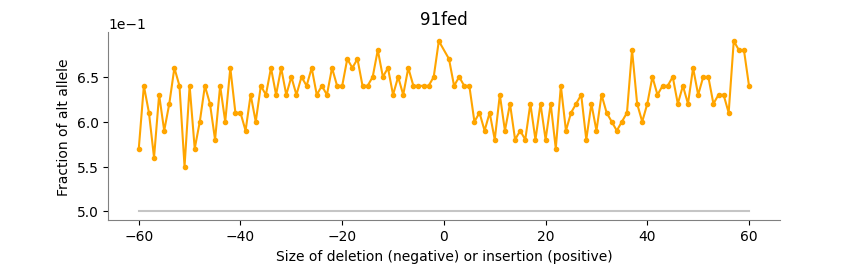 91fed
1e−1
Fraction of alt allele
6.5
6.0
5.5
5.0
−60 −40 −20 0 20 40 60
Size of deletion (negative) or insertion (positive)